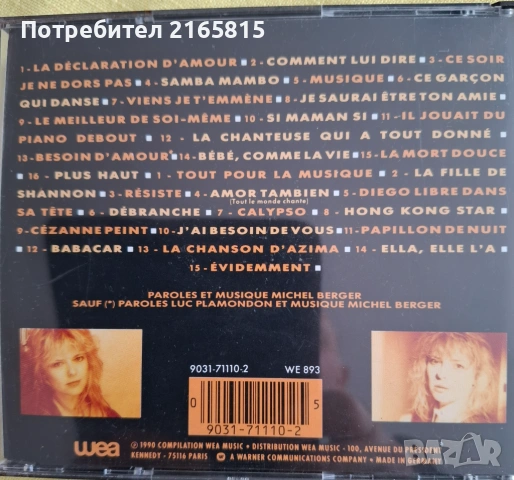 Потребител 2165815
1 - LA DÉCLARATION D'AMOUR ■ 2 - COMMENT LUI DIRE ■ 3 - CE SOIR
JE NE DORS PAS ■ 4 - SAMBA MAMBO ■ 5 - MUSIQUE ■ 6 - CE GARÇON
QUI DANSE ■ 7 - VIENS JE T'EMMÈNE ■ 8 - JE SAURAI ÊTRE TON AMIE ■
9 - LE MEILLEUR DE SOI-MÊME ■ 10 - SI MAMAN SI ■ 11 - IL JOUAIT DU
PIANO DEBOUT ■ 12 - LA CHANTEUSE QUI A TOUT DONNÉ ■
13 - BESOIN D'AMOUR* ■ 14 - BÉBÉ, COMME LA VIE ■ 15 - LA MORT DOUCE
■ 16 - PLUS HAUT ■ 1 - TOUT POUR LA MUSIQUE ■ 2 - LA FILLE DE
SHANNON ■ 3 - RÉSISTE ■ 4 - AMOR TAMBIEN ■ 5 - DIEGO LIBRE DANS
(Tout le monde chante)
SA TÊTE ■ 6 - DÉBRANCHE ■ 7 - CALYPSO ■ 8 - HONG KONG STAR ■
9 - CÉZANNE PEINT ■ 10 - J'AI BESOIN DE VOUS ■ 11 - PAPILLON DE NUIT
■ 12 - BABACAR ■ 13 - LA CHANSON D'AZIMA ■ 14 - ELLA, ELLE L'A ■
15 - ÉVIDEMMENT ■
PAROLES ET MUSIQUE MICHEL BERGER
SAUF (*) PAROLES LUC PLAMONDON ET MUSIQUE MICHEL BERGER
9031-71110-2 WE 893
0 9031-71110-2 5
wea
℗ 1990 COMPILATION WEA MUSIC • DISTRIBUTION WEA MUSIC - 100, AVENUE DU PRÉSIDENT
KENNEDY - 75116 PARIS A WARNER COMMUNICATIONS COMPANY • MADE IN GERMANY
PAZAR